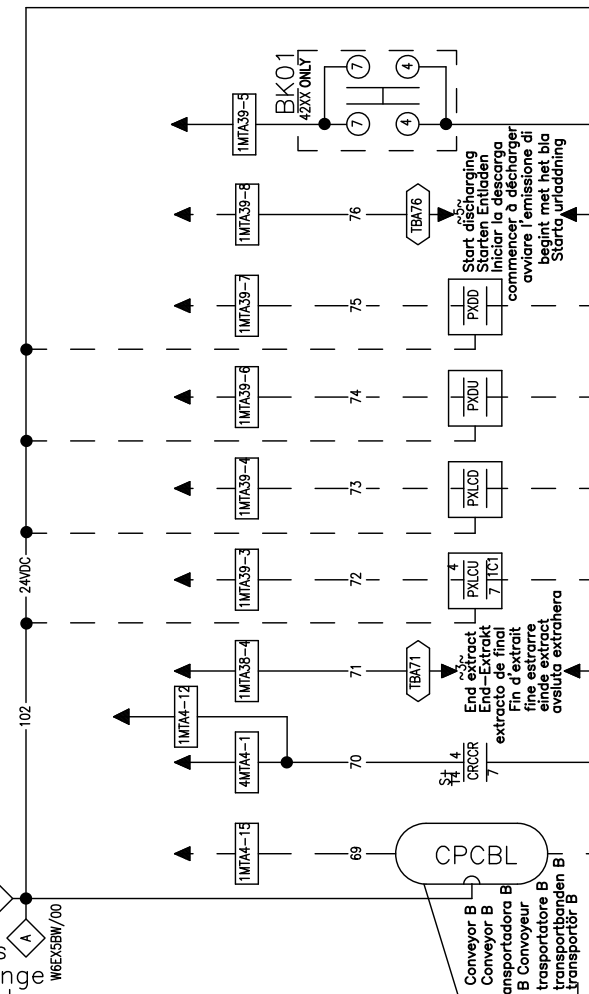 BK01
42XX ONLY
7
4
7
4
1MTA39-5
1MTA39-8
76
TBA76
~5~
Start discharging
Starten Entladen
Iniciar la descarga
commencer à décharger
avviare l'emissione di
begint met het bla
Starta urladdning
1MTA39-7
75
PXDD
1MTA39-6
74
PXDU
1MTA39-4
73
PXLCD
24VDC
1MTA39-3
72
4
PXLCU
7
1C1
1MTA38-4
71
TBA71
~3~
End extract
End-Extrakt
extracto de final
Fin d'extrait
fine estrarre
einde extract
avsluta extrahera
102
1MTA4-12
4MTA4-1
70
14
4
CRCCR
7
1MTA4-15
69
CPCBL
Conveyor B
Conveyor B
ansportadora B
B Convoyeur
trasportatore B
transportbanden B
transportör B
A
W6EX5BW/00
s
nge